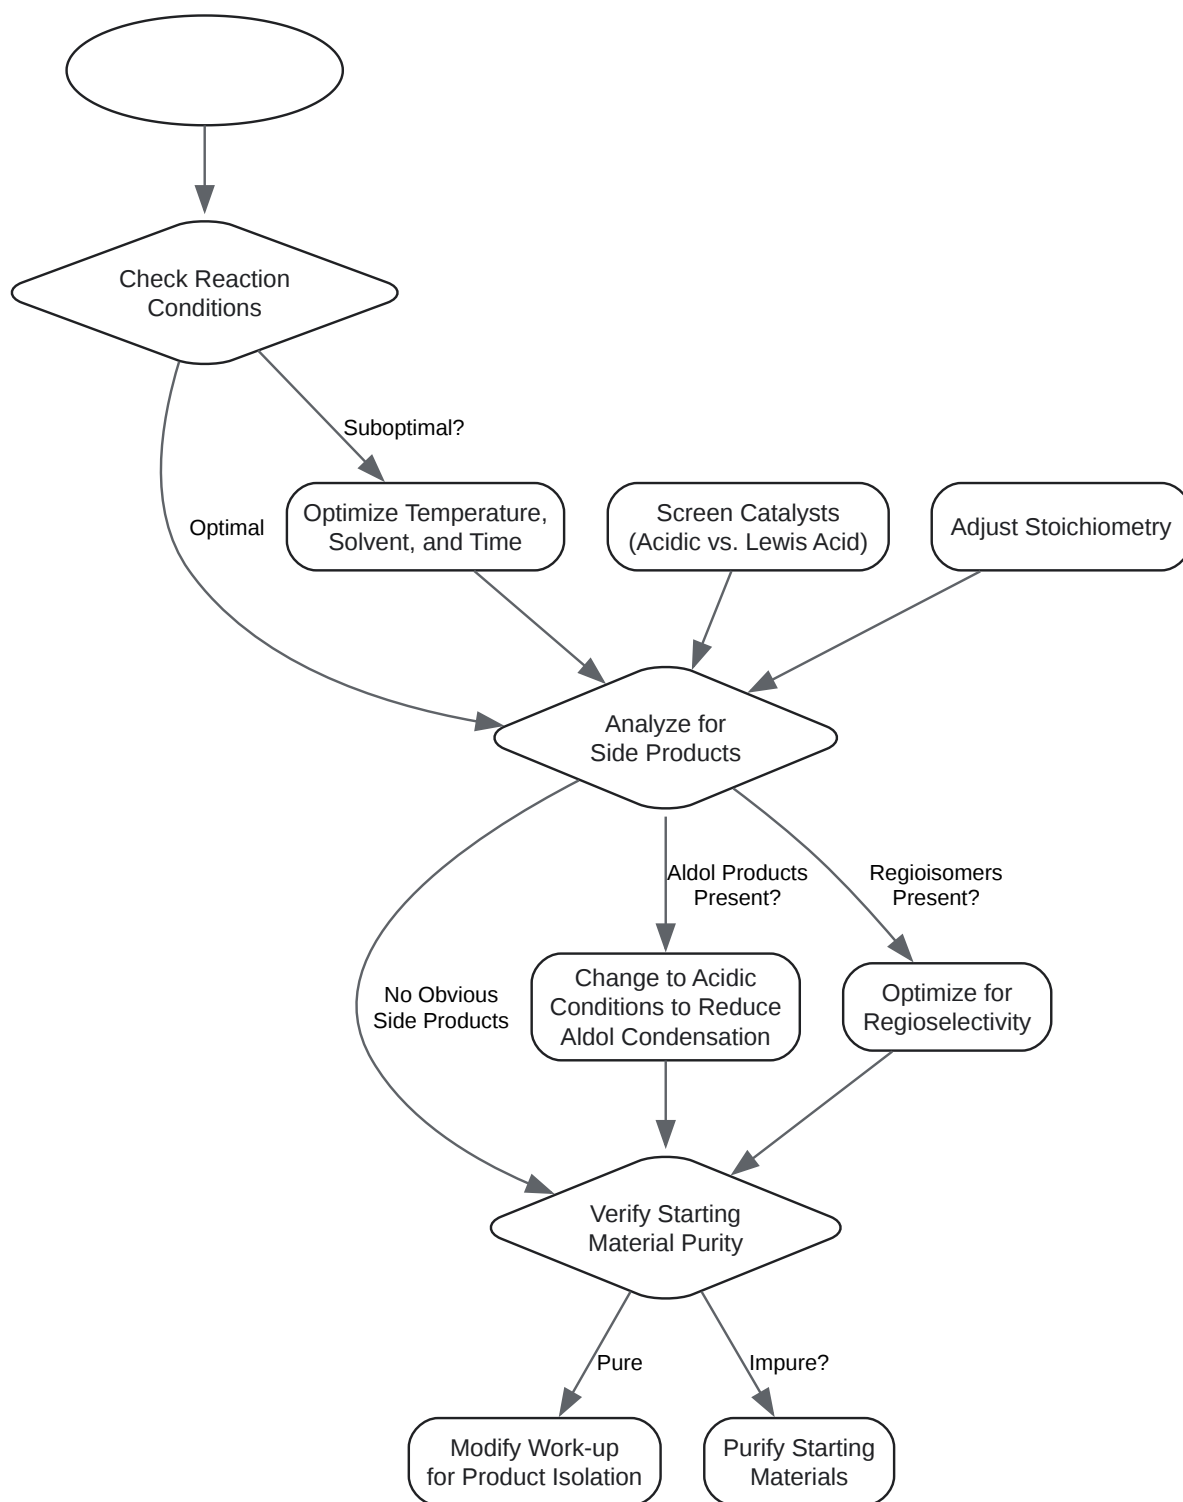 Check Reaction
Conditions
Suboptimal?
Optimal
Optimize Temperature,
Solvent, and Time
Screen Catalysts
(Acidic vs. Lewis Acid)
Adjust Stoichiometry
Analyze for
Side Products
Aldol Products
Present?
Regioisomers
Present?
No Obvious
Side Products
Change to Acidic
Conditions to Reduce
Aldol Condensation
Optimize for
Regioselectivity
Verify Starting
Material Purity
Pure
Impure?
Modify Work-up
for Product Isolation
Purify Starting
Materials